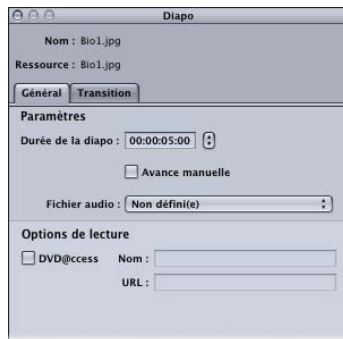 Diapo
Nom : Bio1.jpg
Ressource : Bio1.jpg
Général Transition
Paramètres
Durée de la diapo : 00:00:05:00
Avance manuelle
Fichier audio : Non défini(e)
Options de lecture
DVD@ccess Nom :
URL :